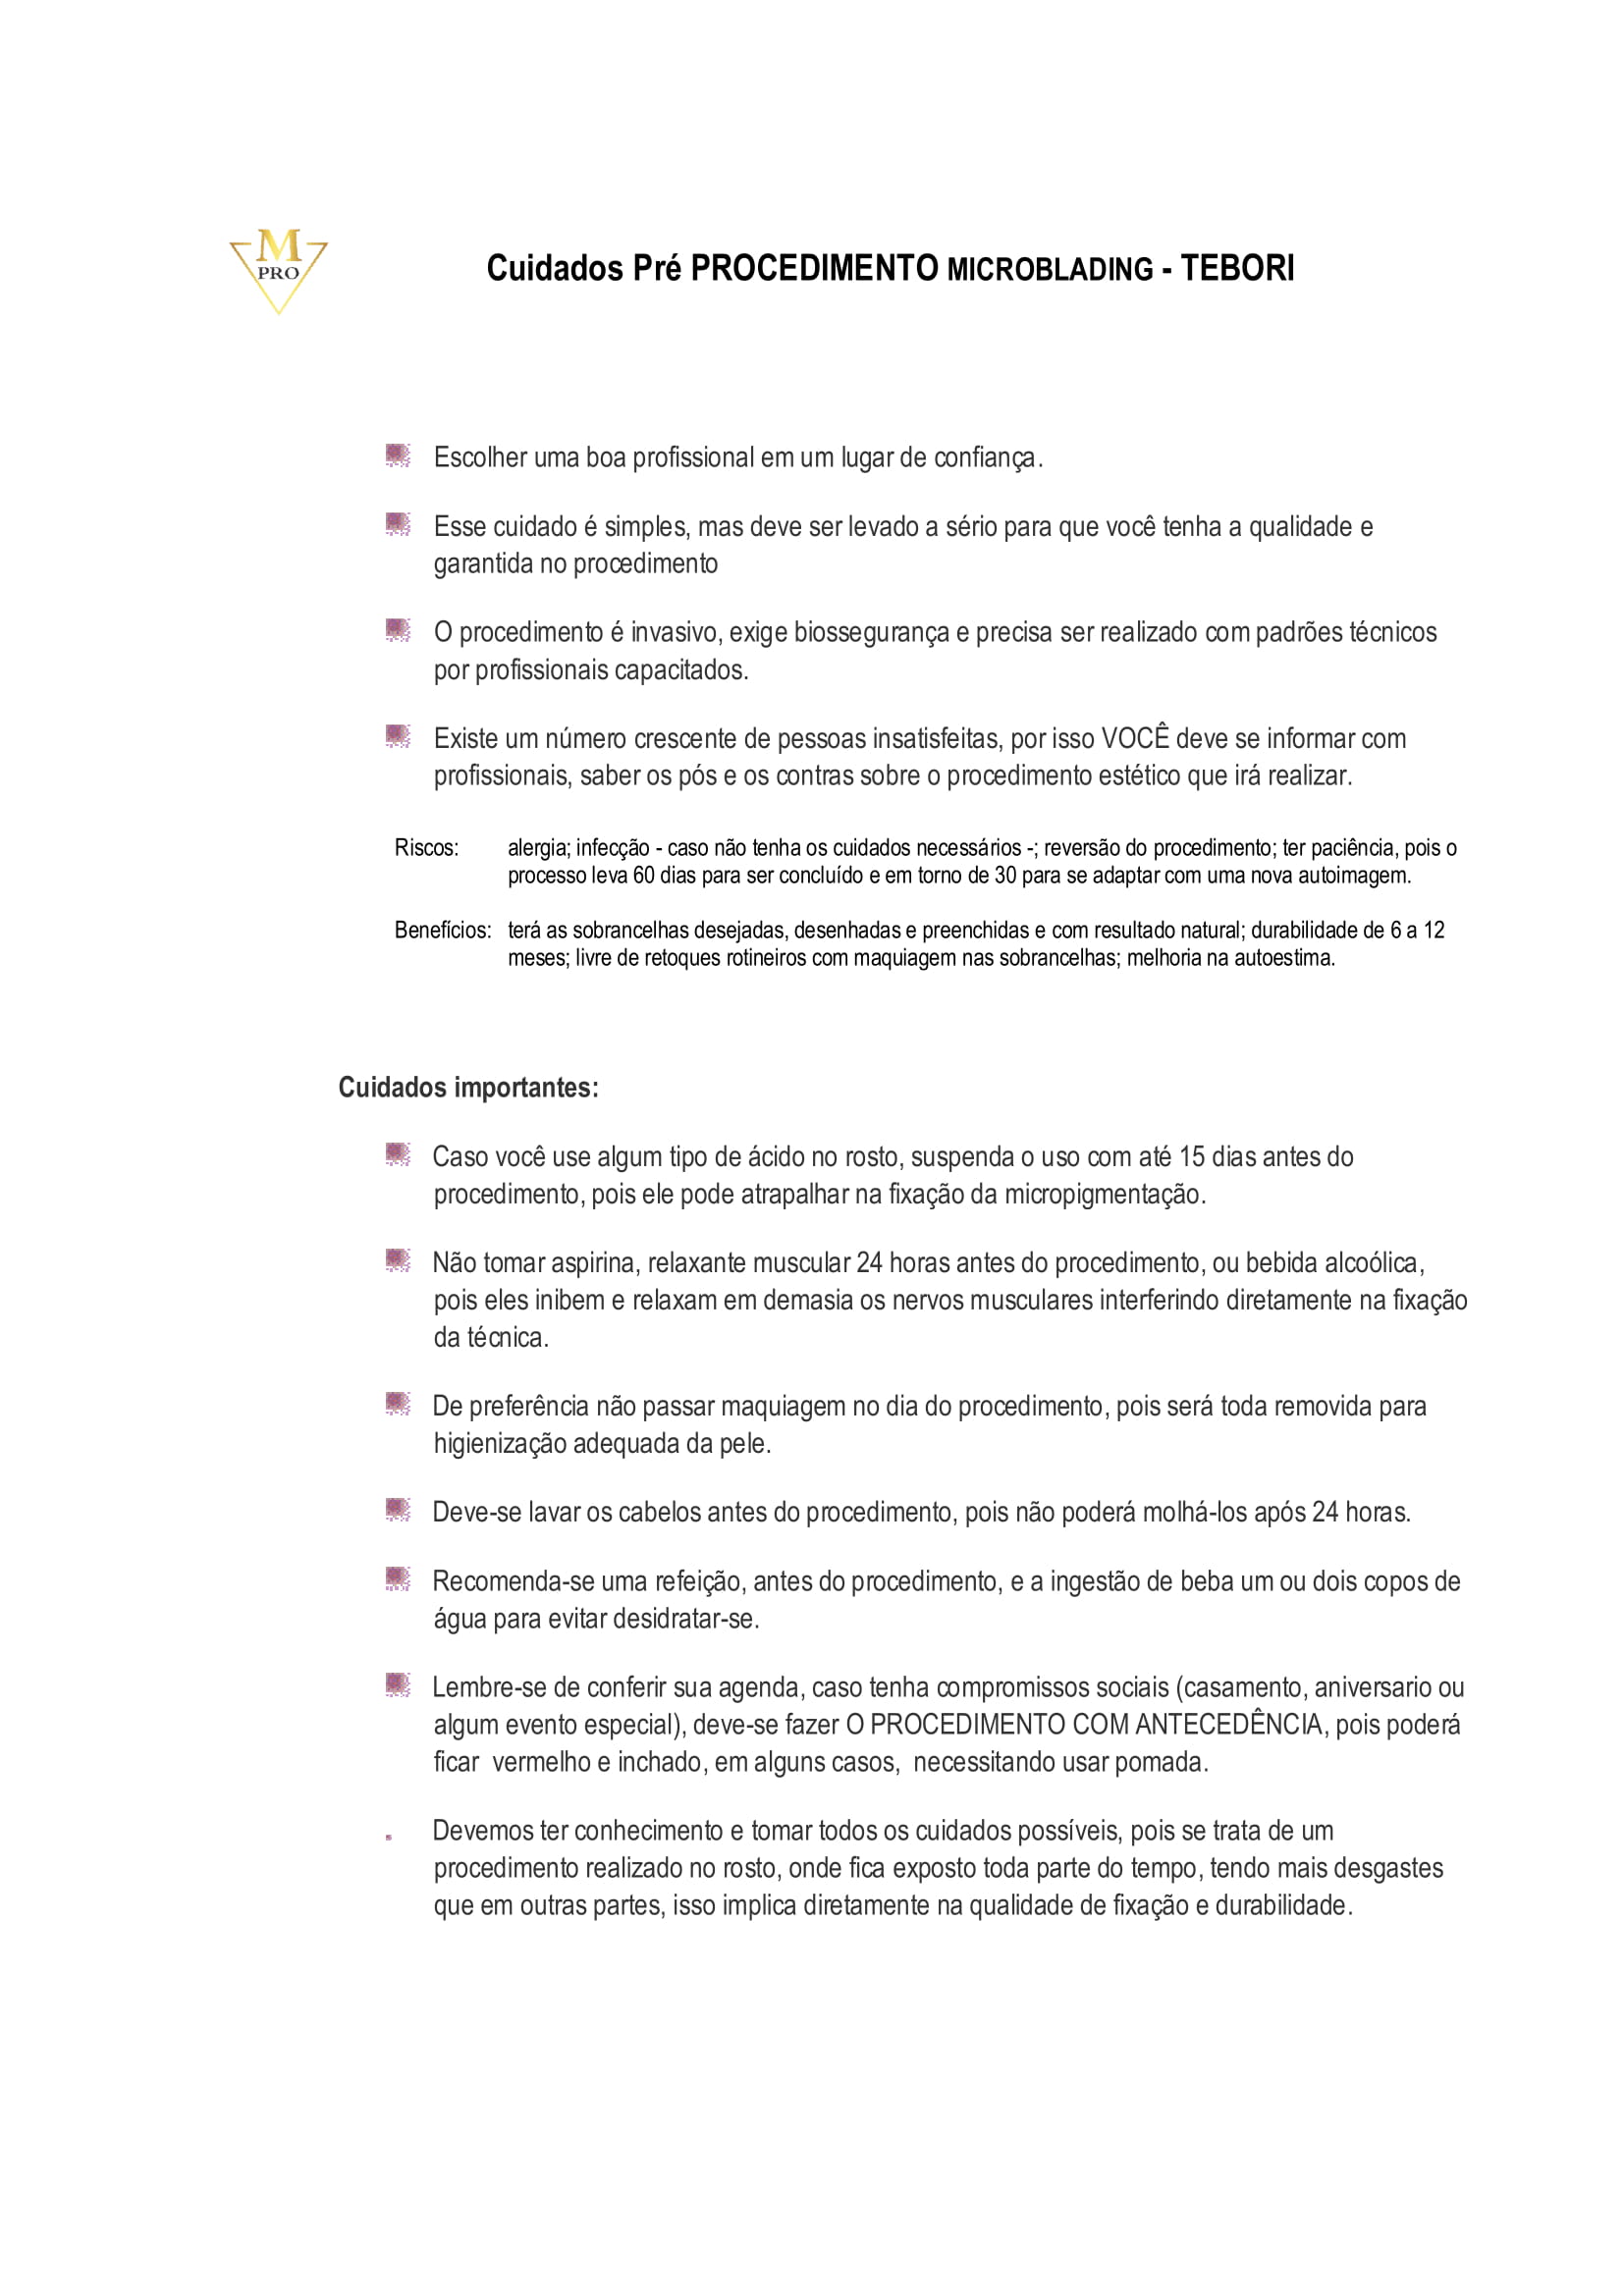 M
PRO
Cuidados Pré PROCEDIMENTO MICROBLADING - TEBORI
Escolher uma boa profissional em um lugar de confiança.
Esse cuidado é simples, mas deve ser levado a sério para que você tenha a qualidade e
garantida no procedimento
O procedimento é invasivo, exige biossegurança e precisa ser realizado com padrões técnicos
por profissionais capacitados.
Existe um número crescente de pessoas insatisfeitas, por isso VOCÊ deve se informar com
profissionais, saber os pós e os contras sobre o procedimento estético que irá realizar.
Riscos: alergia; infecção - caso não tenha os cuidados necessários -; reversão do procedimento; ter paciência, pois o
processo leva 60 dias para ser concluído e em torno de 30 para se adaptar com uma nova autoimagem.
Benefícios: terá as sobrancelhas desejadas, desenhadas e preenchidas e com resultado natural; durabilidade de 6 a 12
meses; livre de retoques rotineiros com maquiagem nas sobrancelhas; melhoria na autoestima.
Cuidados importantes:
Caso você use algum tipo de ácido no rosto, suspenda o uso com até 15 dias antes do
procedimento, pois ele pode atrapalhar na fixação da micropigmentação.
Não tomar aspirina, relaxante muscular 24 horas antes do procedimento, ou bebida alcoólica,
pois eles inibem e relaxam em demasia os nervos musculares interferindo diretamente na fixação
da técnica.
De preferência não passar maquiagem no dia do procedimento, pois será toda removida para
higienização adequada da pele.
Deve-se lavar os cabelos antes do procedimento, pois não poderá molhá-los após 24 horas.
Recomenda-se uma refeição, antes do procedimento, e a ingestão de beba um ou dois copos de
água para evitar desidratar-se.
Lembre-se de conferir sua agenda, caso tenha compromissos sociais (casamento, aniversario ou
algum evento especial), deve-se fazer O PROCEDIMENTO COM ANTECEDÊNCIA, pois poderá
ficar vermelho e inchado, em alguns casos, necessitando usar pomada.
Devemos ter conhecimento e tomar todos os cuidados possíveis, pois se trata de um
procedimento realizado no rosto, onde fica exposto toda parte do tempo, tendo mais desgastes
que em outras partes, isso implica diretamente na qualidade de fixação e durabilidade.